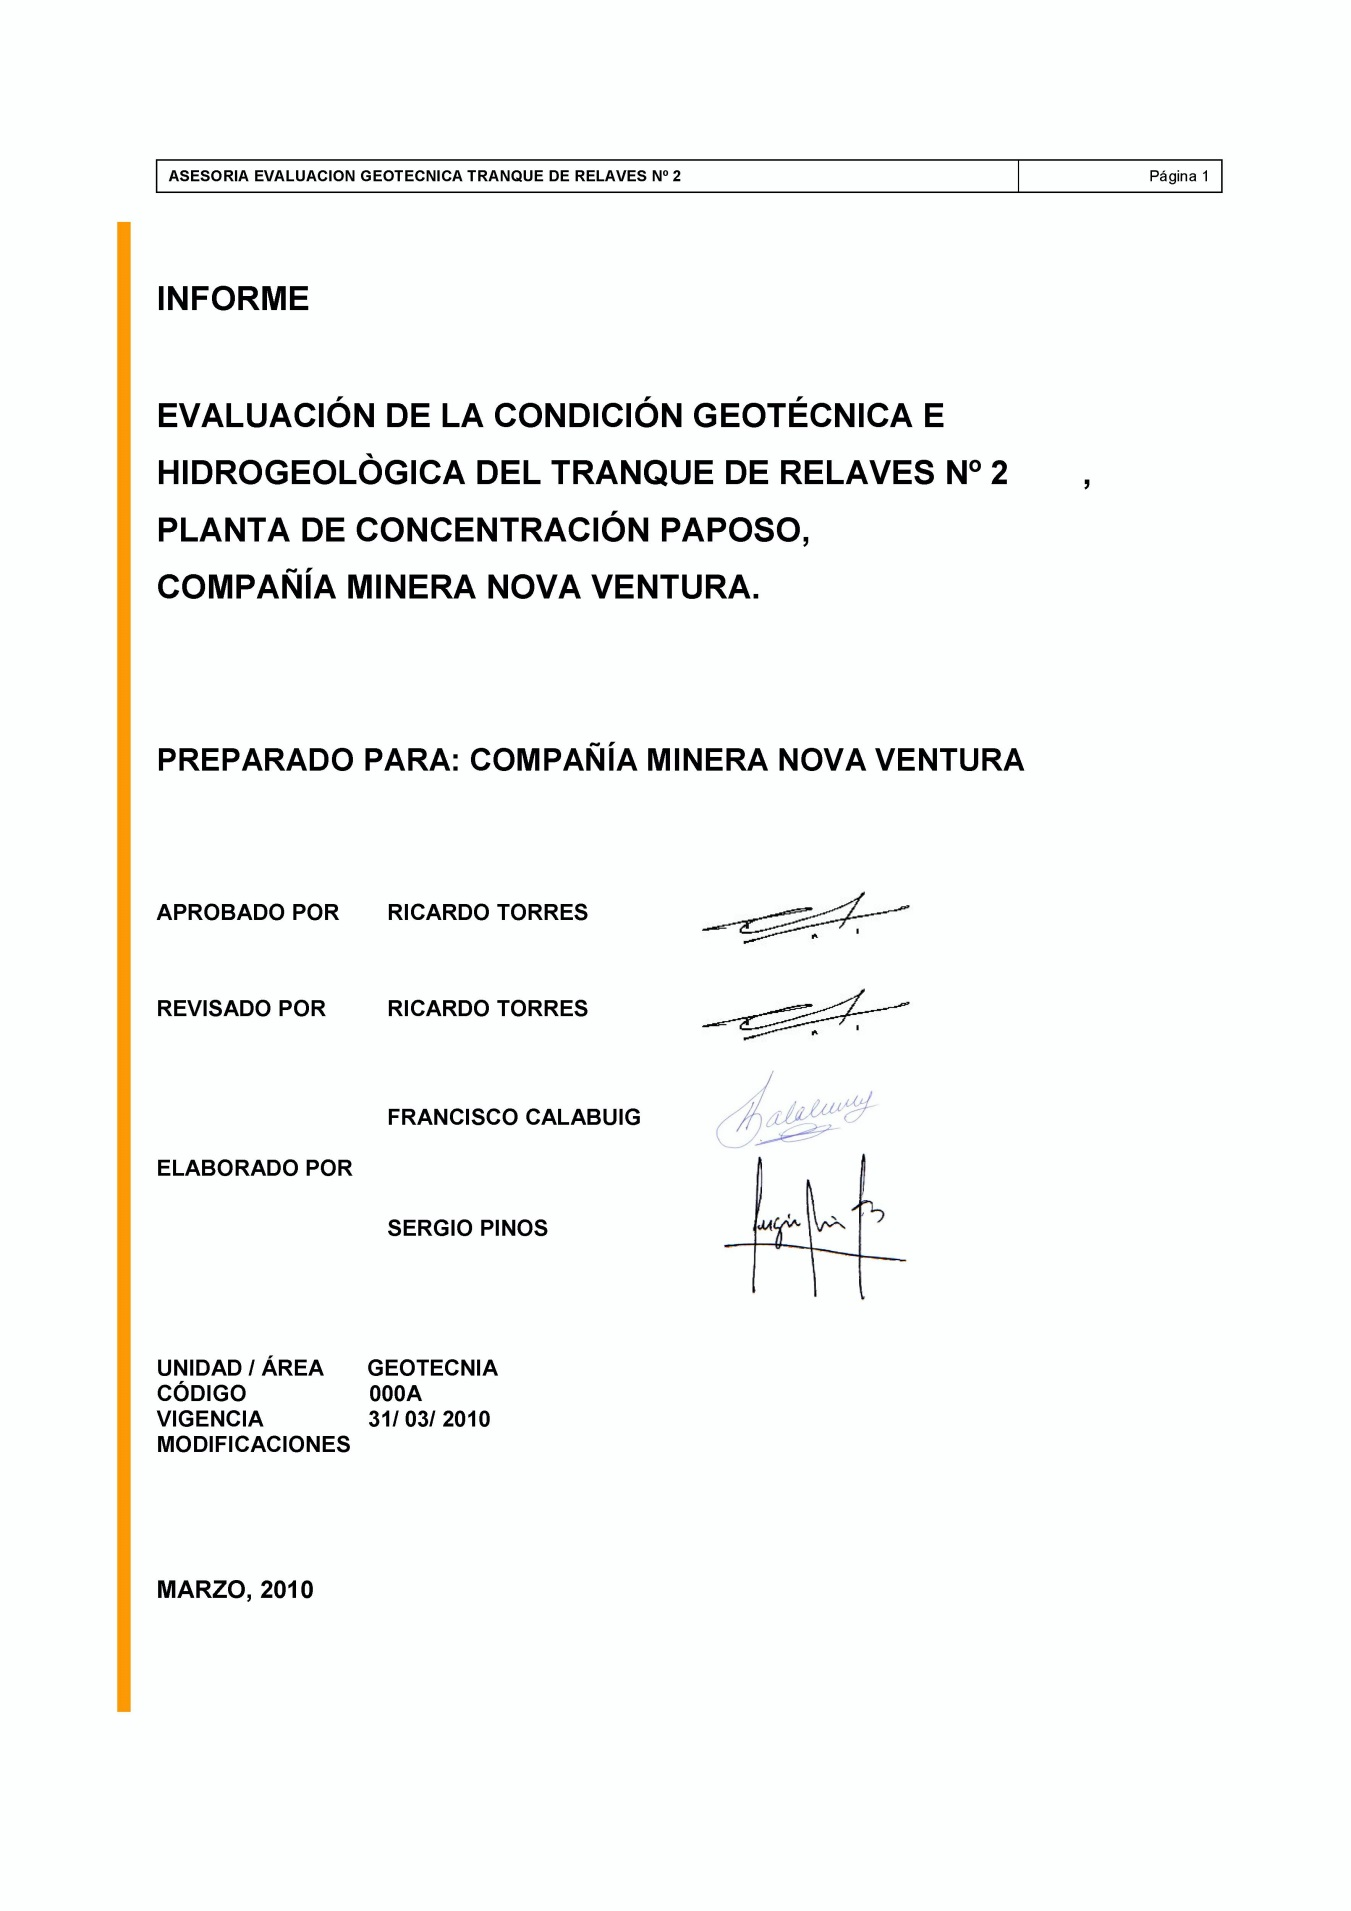 ASESORIA EVALUACION GEOTECNICA TRANQUE DE RELAVES Nº 2 Página 1
INFORME
EVALUACIÓN DE LA CONDICIÓN GEOTÉCNICA E
HIDROGEOLÒGICA DEL TRANQUE DE RELAVES Nº 2 ,
PLANTA DE CONCENTRACIÓN PAPOSO,
COMPAÑÍA MINERA NOVA VENTURA.
PREPARADO PARA: COMPAÑÍA MINERA NOVA VENTURA
APROBADO POR RICARDO TORRES
REVISADO POR RICARDO TORRES
FRANCISCO CALABUIG
ELABORADO POR
SERGIO PINOS
UNIDAD / ÁREA GEOTECNIA
CÓDIGO 000A
VIGENCIA 31/ 03/ 2010
MODIFICACIONES
MARZO, 2010